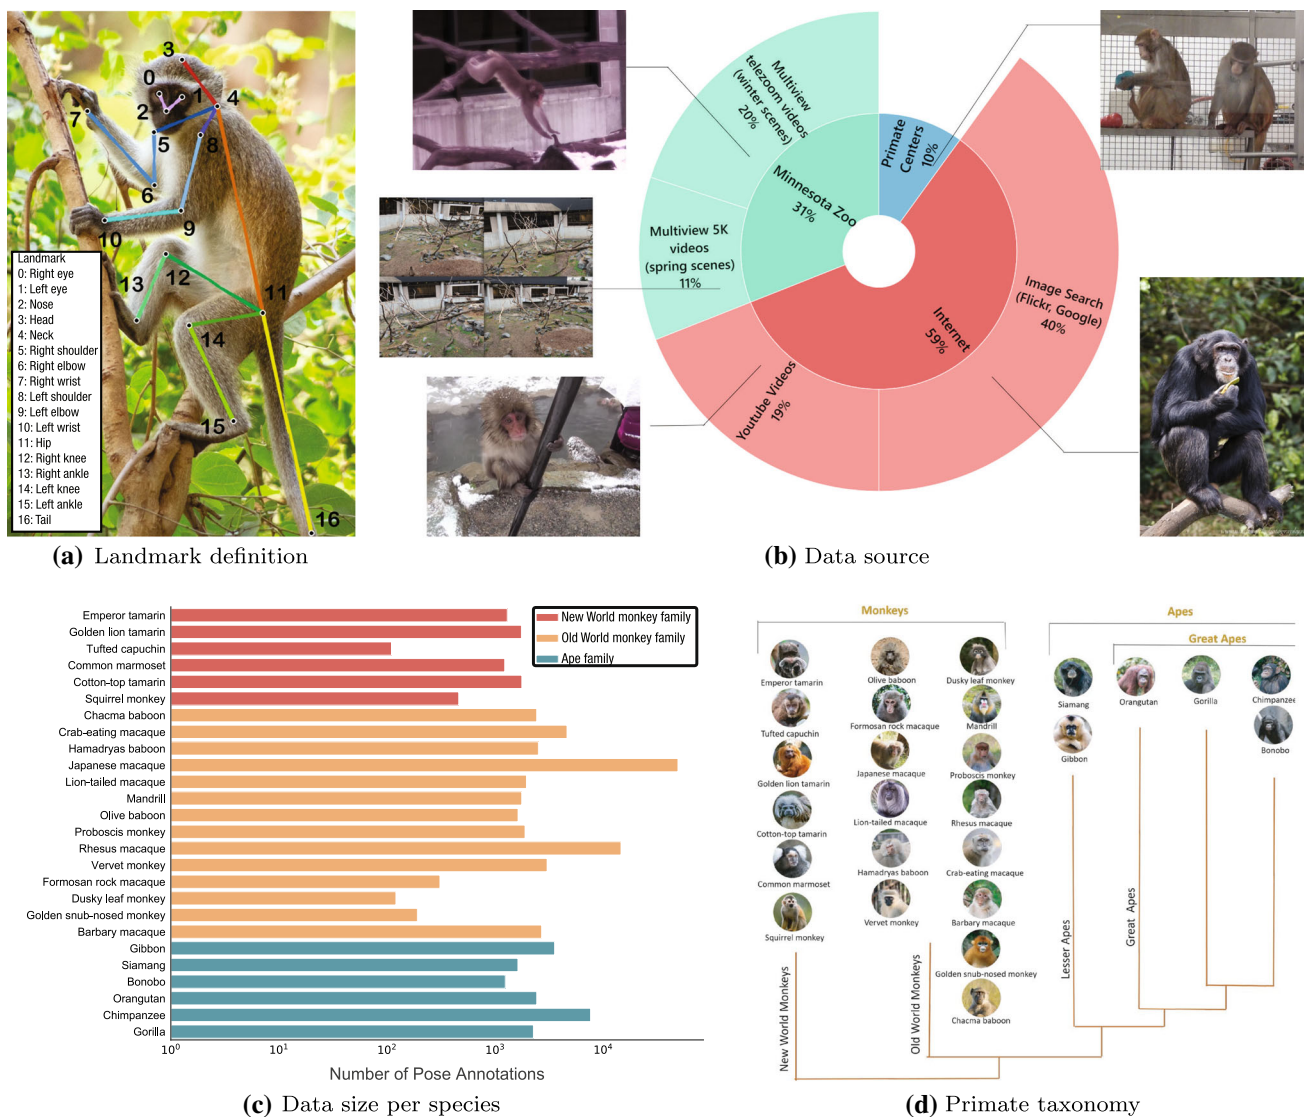 3
0
1
2
4
7
5
8
6
9
10
13
12
11
14
15
16
Landmark
0: Right eye
1: Left eye
2: Nose
3: Head
4: Neck
5: Right shoulder
6: Right elbow
7: Right wrist
8: Left shoulder
9: Left elbow
10: Left wrist
11: Hip
12: Right knee
13: Right ankle
14: Left knee
15: Left ankle
16: Tail
(a) Landmark definition
Multiview
telezoom videos
(winter scenes)
20%
Primate
Centers
10%
Minnesota Zoo
31%
Multiview 5K
videos
(spring scenes)
11%
Internet
59%
Image Search
(Flickr, Google)
40%
Youtube Videos
19%
(b) Data source
Emperor tamarin
Golden lion tamarin
Tufted capuchin
Common marmoset
Cotton-top tamarin
Squirrel monkey
Chacma baboon
Crab-eating macaque
Hamadryas baboon
Japanese macaque
Lion-tailed macaque
Mandrill
Olive baboon
Proboscis monkey
Rhesus macaque
Vervet monkey
Formosan rock macaque
Dusky leaf monkey
Golden snub-nosed monkey
Barbary macaque
Gibbon
Siamang
Bonobo
Orangutan
Chimpanzee
Gorilla
New World monkey family
Old World monkey family
Ape family
10⁰ 10¹ 10² 10³ 10⁴
Number of Pose Annotations
(c) Data size per species
Monkeys
Apes
Great Apes
Emperor tamarin
Olive baboon
Dusky leaf monkey
Siamang
Orangutan
Gorilla
Chimpanzee
Tufted capuchin
Formosan rock macaque
Mandrill
Gibbon
Bonobo
Golden lion tamarin
Japanese macaque
Proboscis monkey
Cotton-top tamarin
Lion-tailed macaque
Rhesus macaque
Common marmoset
Hamadryas baboon
Crab-eating macaque
Squirrel monkey
Vervet monkey
Barbary macaque
Golden snub-nosed monkey
Chacma baboon
New World Monkeys
Old World Monkeys
Lesser Apes
Great Apes
(d) Primate taxonomy